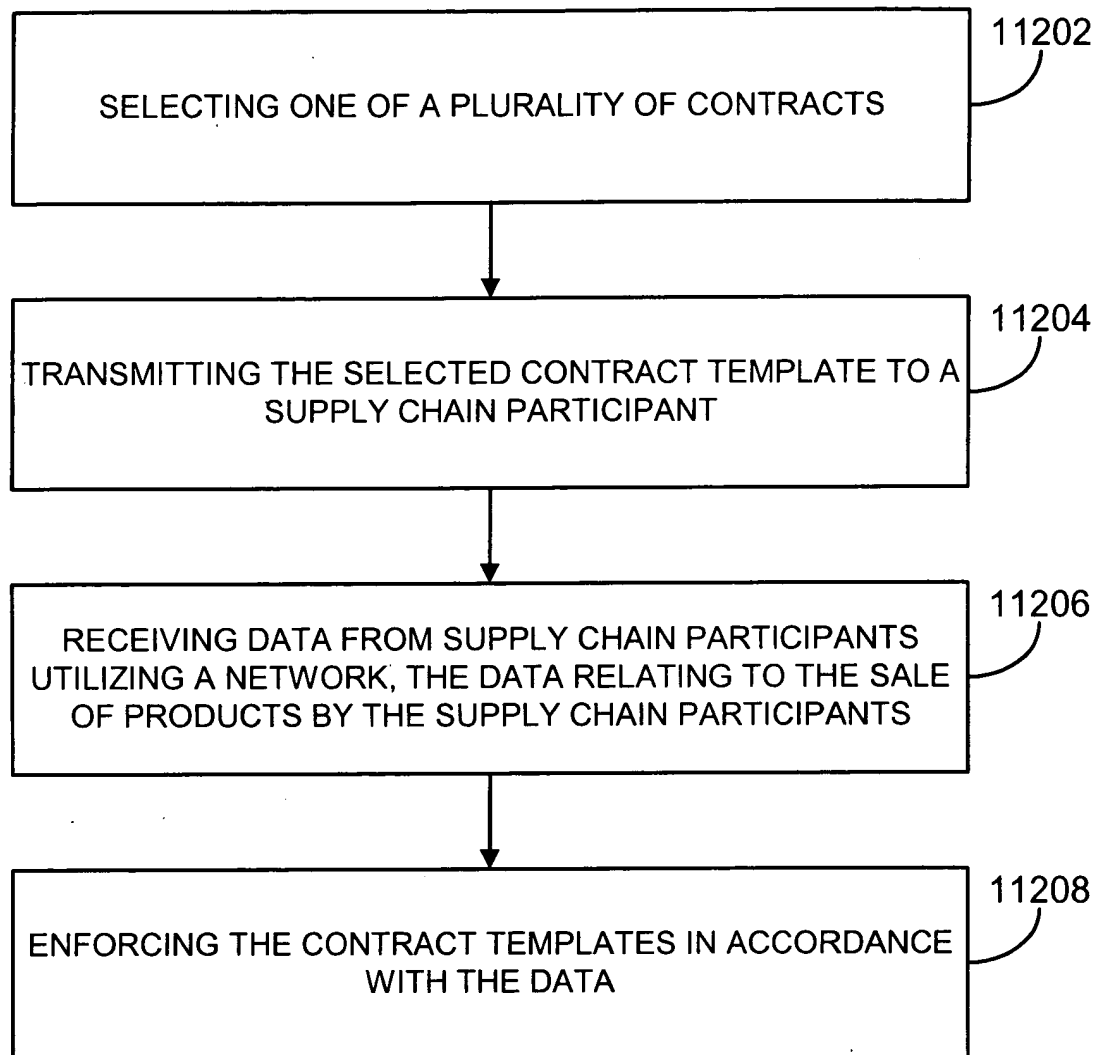 11202
SELECTING ONE OF A PLURALITY OF CONTRACTS
11204
TRANSMITTING THE SELECTED CONTRACT TEMPLATE TO A
SUPPLY CHAIN PARTICIPANT
11206
RECEIVING DATA FROM SUPPLY CHAIN PARTICIPANTS
UTILIZING A NETWORK, THE DATA RELATING TO THE SALE
OF PRODUCTS BY THE SUPPLY CHAIN PARTICIPANTS
11208
ENFORCING THE CONTRACT TEMPLATES IN ACCORDANCE
WITH THE DATA